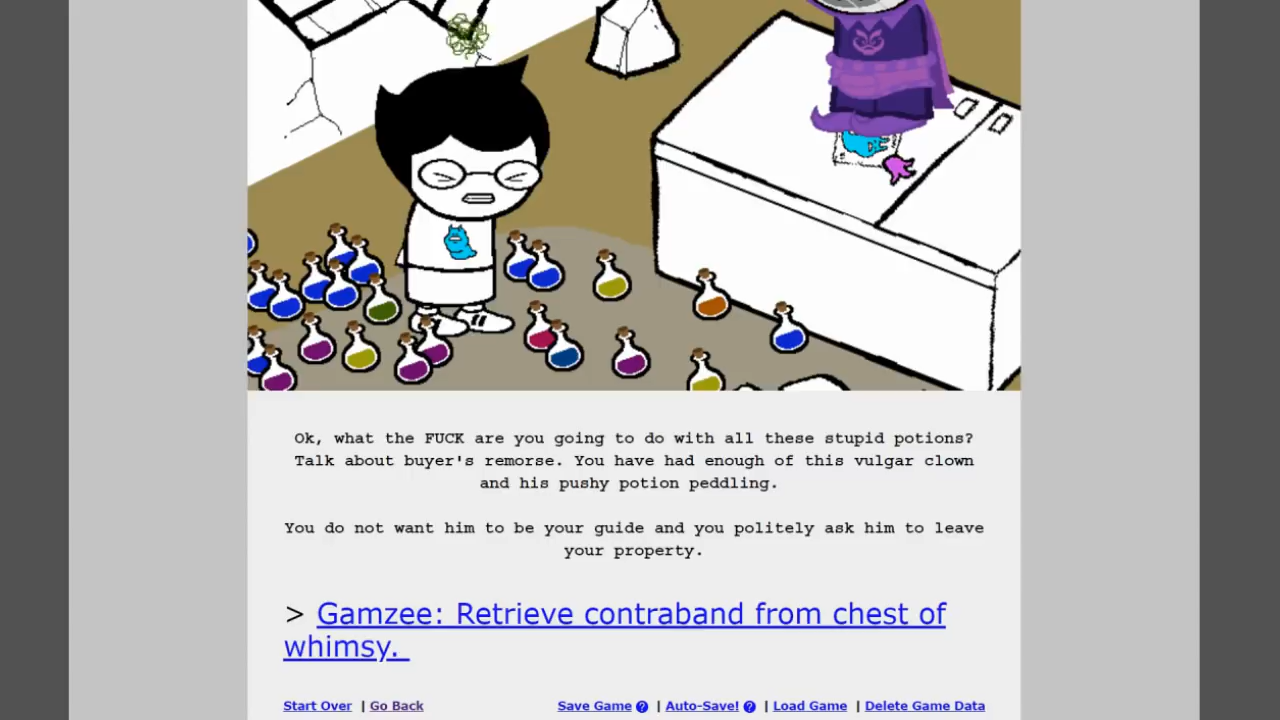 Ok, what the FUCK are you going to do with all these stupid potions?
Talk about buyer's remorse. You have had enough of this vulgar clown
and his pushy potion peddling.
You do not want him to be your guide and you politely ask him to leave
your property.
> Gamzee: Retrieve contraband from chest of
whimsy.
Start Over | Go Back Save Game ? | Auto-Save! ? | Load Game | Delete Game Data